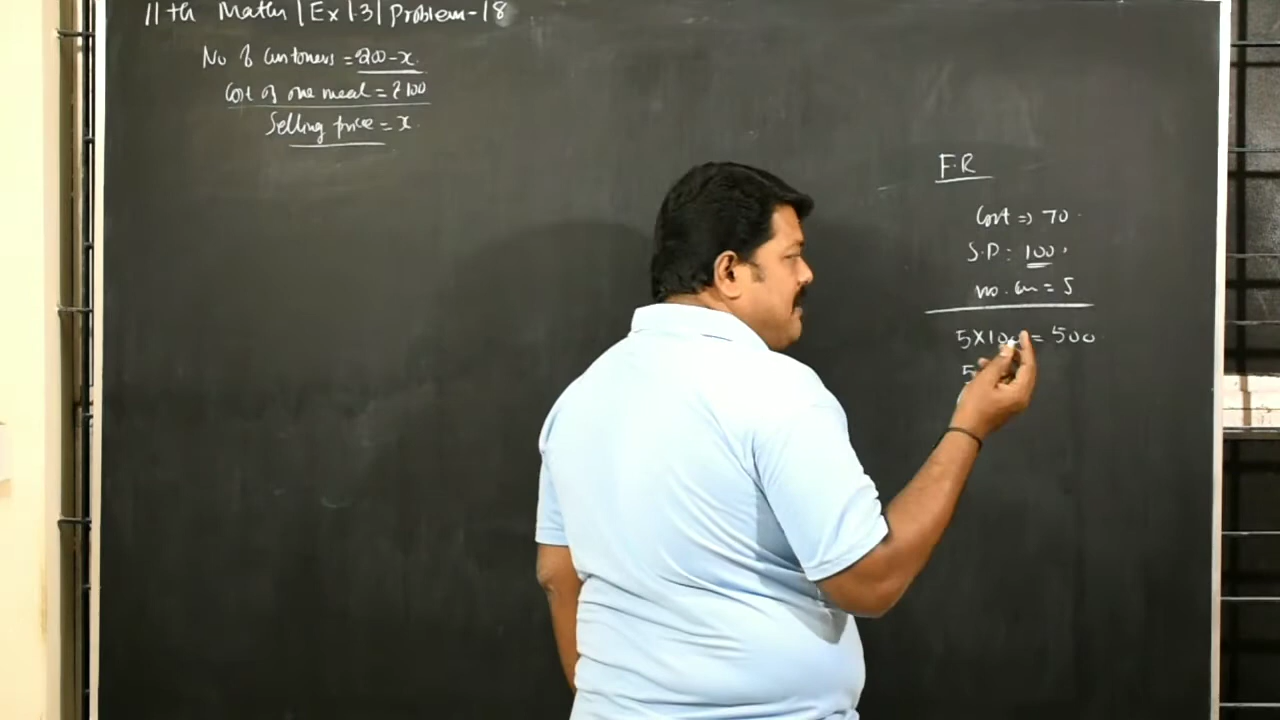 11th Maths | Ex 1.3 | Problem-18
No of Customers = 200-x.
Cost of one meal = ₹100
Selling price = x.
F.R
Cost => 70.
S.P: 100.
no. cu = 5
5×100 = 500
5